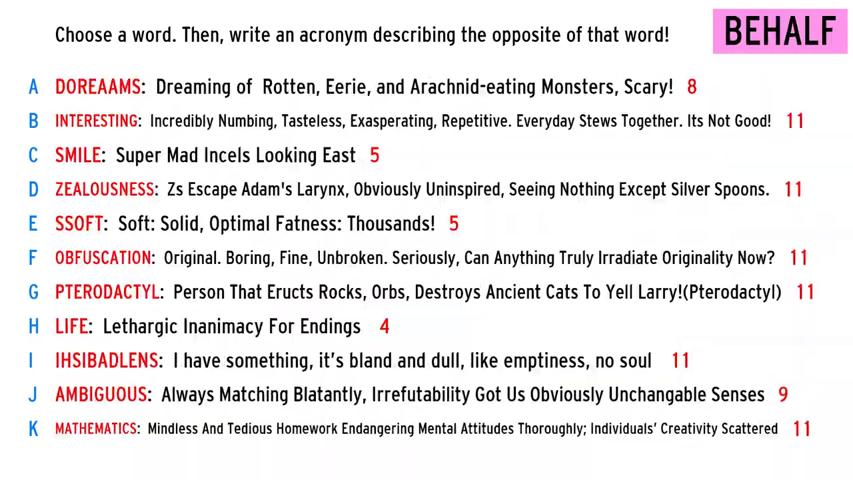 Choose a word. Then, write an acronym describing the opposite of that word!
BEHALF
A DOREAAMS: Dreaming of Rotten, Eerie, and Arachnid-eating Monsters, Scary! 8
B INTERESTING: Incredibly Numbing, Tasteless, Exasperating, Repetitive. Everyday Stews Together. Its Not Good! 11
C SMILE: Super Mad Incels Looking East 5
D ZEALOUSNESS: Zs Escape Adam's Larynx, Obviously Uninspired, Seeing Nothing Except Silver Spoons. 11
E SSOFT: Soft: Solid, Optimal Fatness: Thousands! 5
F OBFUSCATION: Original. Boring, Fine, Unbroken. Seriously, Can Anything Truly Irradiate Originality Now? 11
G PTERODACTYL: Person That Eructs Rocks, Orbs, Destroys Ancient Cats To Yell Larry!(Pterodactyl) 11
H LIFE: Lethargic Inanimacy For Endings 4
I IHSIBADLENS: I have something, it's bland and dull, like emptiness, no soul 11
J AMBIGUOUS: Always Matching Blatantly, Irrefutability Got Us Obviously Unchangable Senses 9
K MATHEMATICS: Mindless And Tedious Homework Endangering Mental Attitudes Thoroughly; Individuals' Creativity Scattered 11